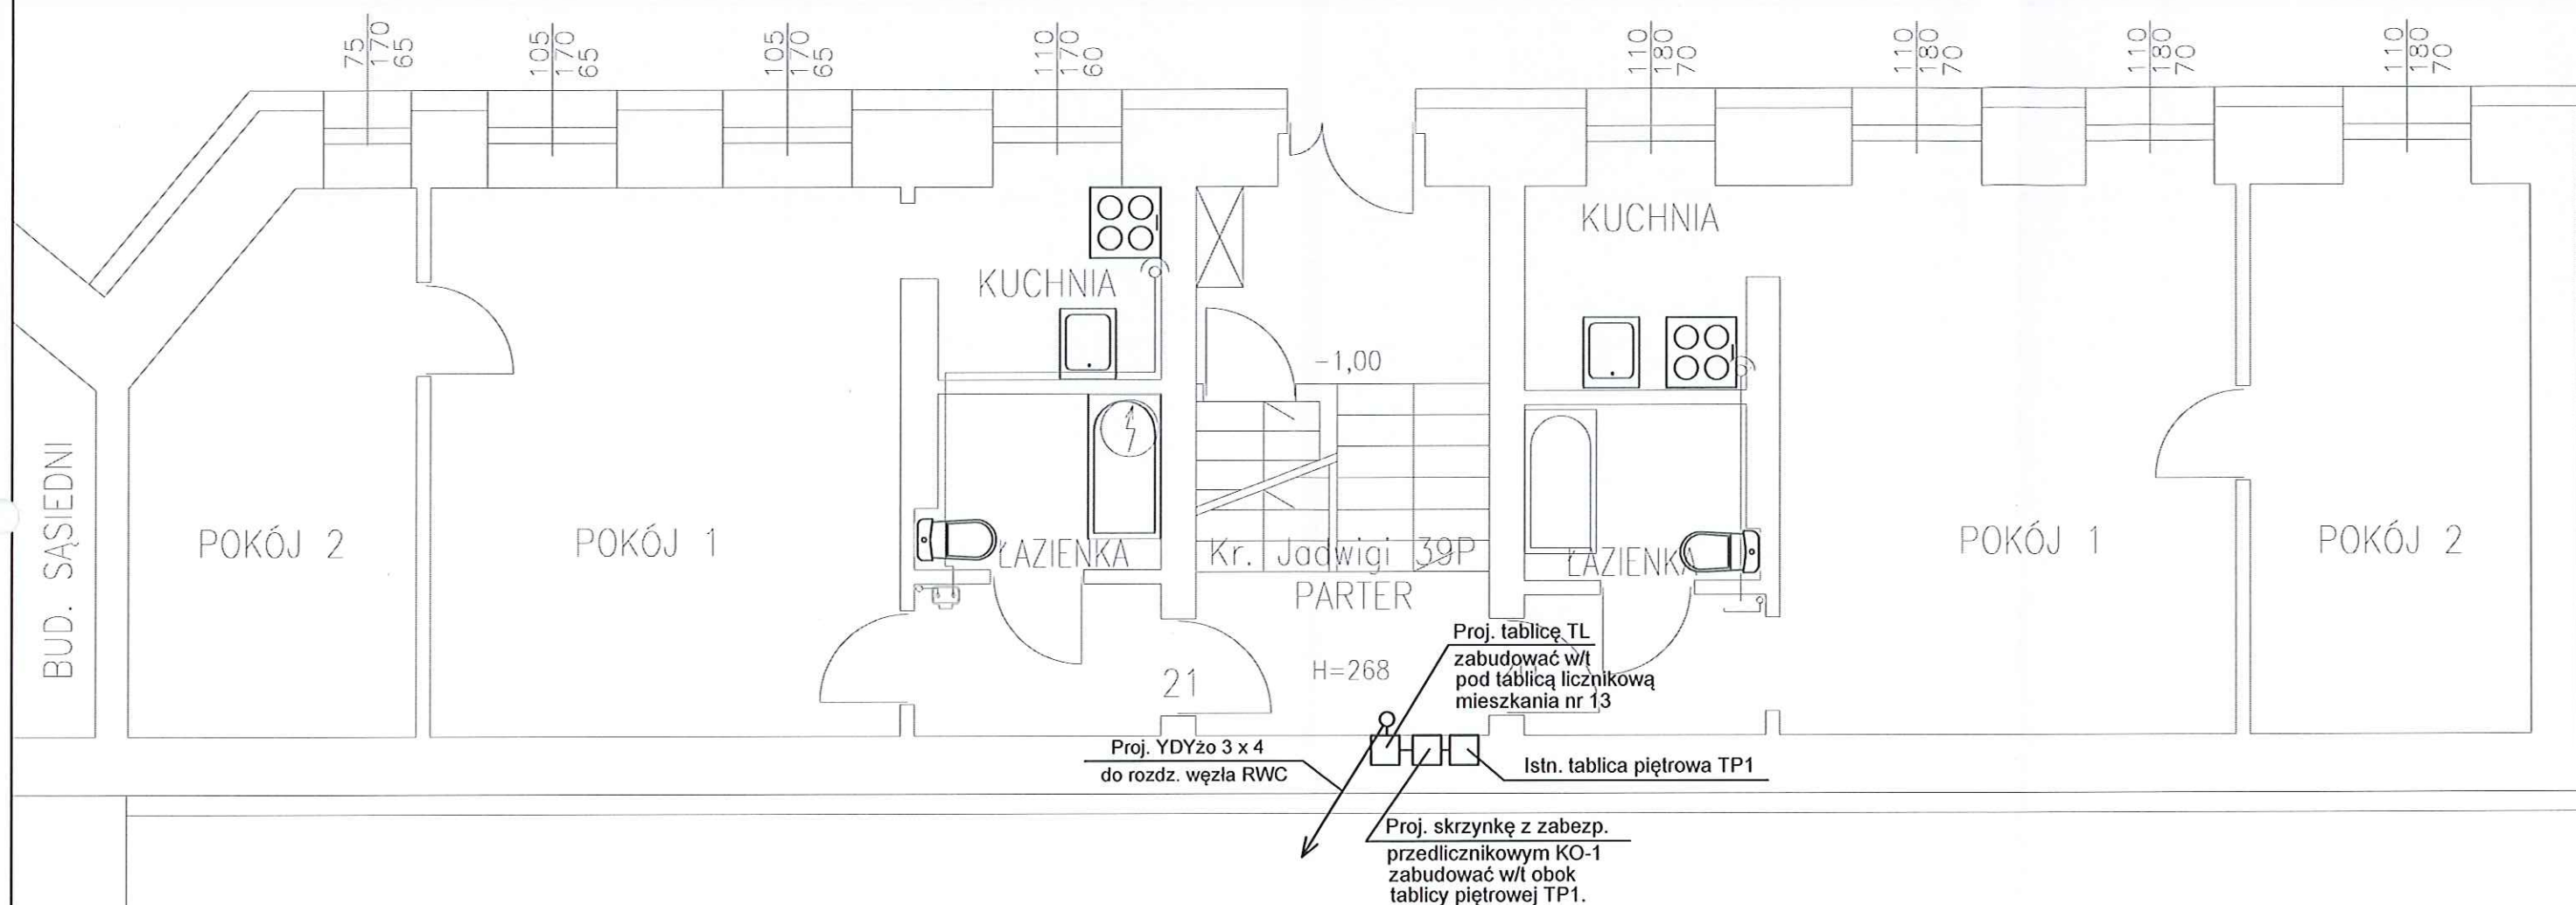 75
170
65
105
170
65
105
170
65
110
170
60
110
180
70
110
180
70
110
180
70
110
180
70
KUCHNIA
KUCHNIA
-1,00
BUD. SĄSIEDNI
POKÓJ 2
POKÓJ 1
ŁAZIENKA
Kr. Jadwigi 39P
PARTER
ŁAZIENKA
POKÓJ 1
POKÓJ 2
21
H=268
Proj. tablicę TL
zabudować w/t
pod tablicą licznikową
mieszkania nr 13
Proj. YDYżo 3 x 4
do rozdz. węzła RWC
Istn. tablica piętrowa TP1
Proj. skrzynkę z zabezp.
przedlicznikowym KO-1
zabudować w/t obok
tablicy piętrowej TP1.